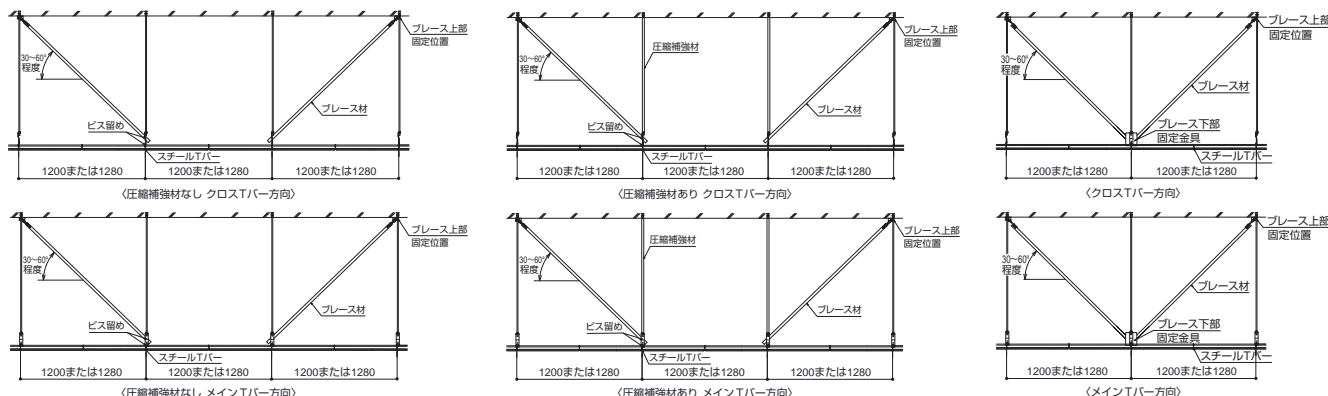 ブレース上部
固定位置
30~60°
程度
ブレース材
ビス留め
スチールTバー
1200または1280
1200または1280
1200または1280
〈圧縮補強材なし クロスTバー方向〉
ブレース上部
固定位置
圧縮補強材
30~60°
程度
ブレース材
ビス留め
スチールTバー
1200または1280
1200または1280
1200または1280
〈圧縮補強材あり クロスTバー方向〉
ブレース上部
固定位置
30~60°
程度
ブレース材
ブレース下部
固定金具
スチールTバー
1200または1280
1200または1280
〈クロスTバー方向〉
ブレース上部
固定位置
30~60°
程度
ブレース材
ビス留め
スチールTバー
1200または1280
1200または1280
1200または1280
〈圧縮補強材なし メインTバー方向〉
ブレース上部
固定位置
圧縮補強材
30~60°
程度
ブレース材
ビス留め
スチールTバー
1200または1280
1200または1280
1200または1280
〈圧縮補強材あり メインTバー方向〉
ブレース上部
固定位置
30~60°
程度
ブレース材
ブレース下部
固定金具
スチールTバー
1200または1280
1200または1280
〈メインTバー方向〉